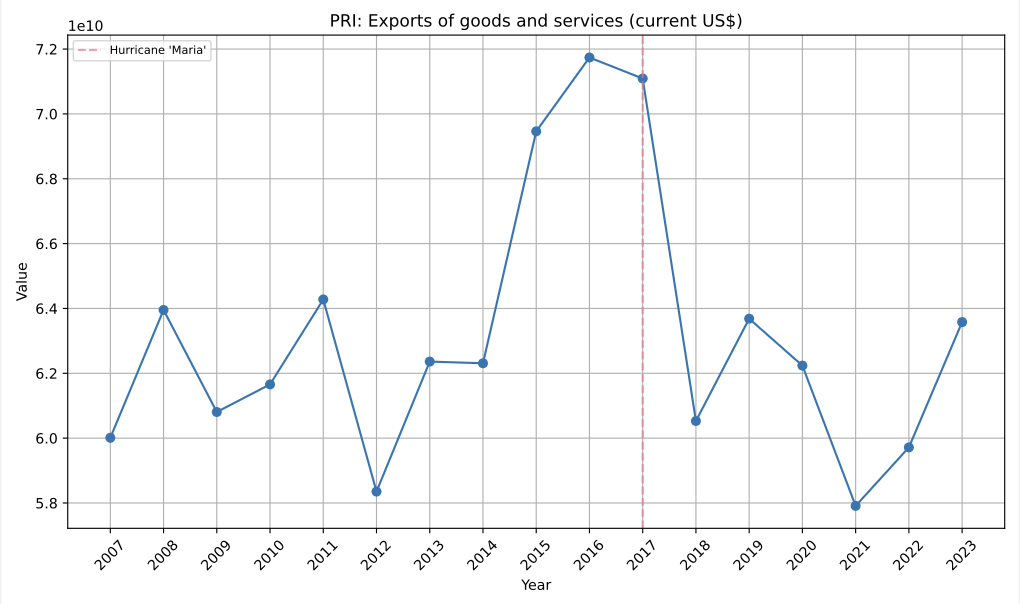 PRI: Exports of goods and services (current US$)
1e10
Hurricane 'Maria'
7.2
7.0
6.8
6.6
6.4
6.2
6.0
5.8
Value
2007 2008 2009 2010 2011 2012 2013 2014 2015 2016 2017 2018 2019 2020 2021 2022 2023
Year